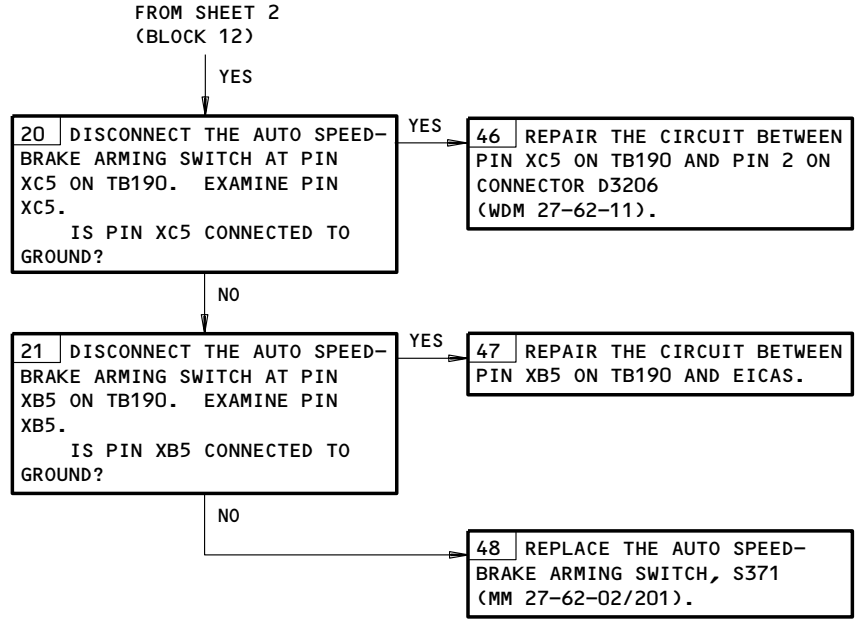 FROM SHEET 2
(BLOCK 12)
YES
20 DISCONNECT THE AUTO SPEED-
BRAKE ARMING SWITCH AT PIN
XC5 ON TB190. EXAMINE PIN
XC5.
IS PIN XC5 CONNECTED TO
GROUND?
YES
46 REPAIR THE CIRCUIT BETWEEN
PIN XC5 ON TB190 AND PIN 2 ON
CONNECTOR D3206
(WDM 27-62-11).
NO
21 DISCONNECT THE AUTO SPEED-
BRAKE ARMING SWITCH AT PIN
XB5 ON TB190. EXAMINE PIN
XB5.
IS PIN XB5 CONNECTED TO
GROUND?
YES
47 REPAIR THE CIRCUIT BETWEEN
PIN XB5 ON TB190 AND EICAS.
NO
48 REPLACE THE AUTO SPEED-
BRAKE ARMING SWITCH, S371
(MM 27-62-02/201).